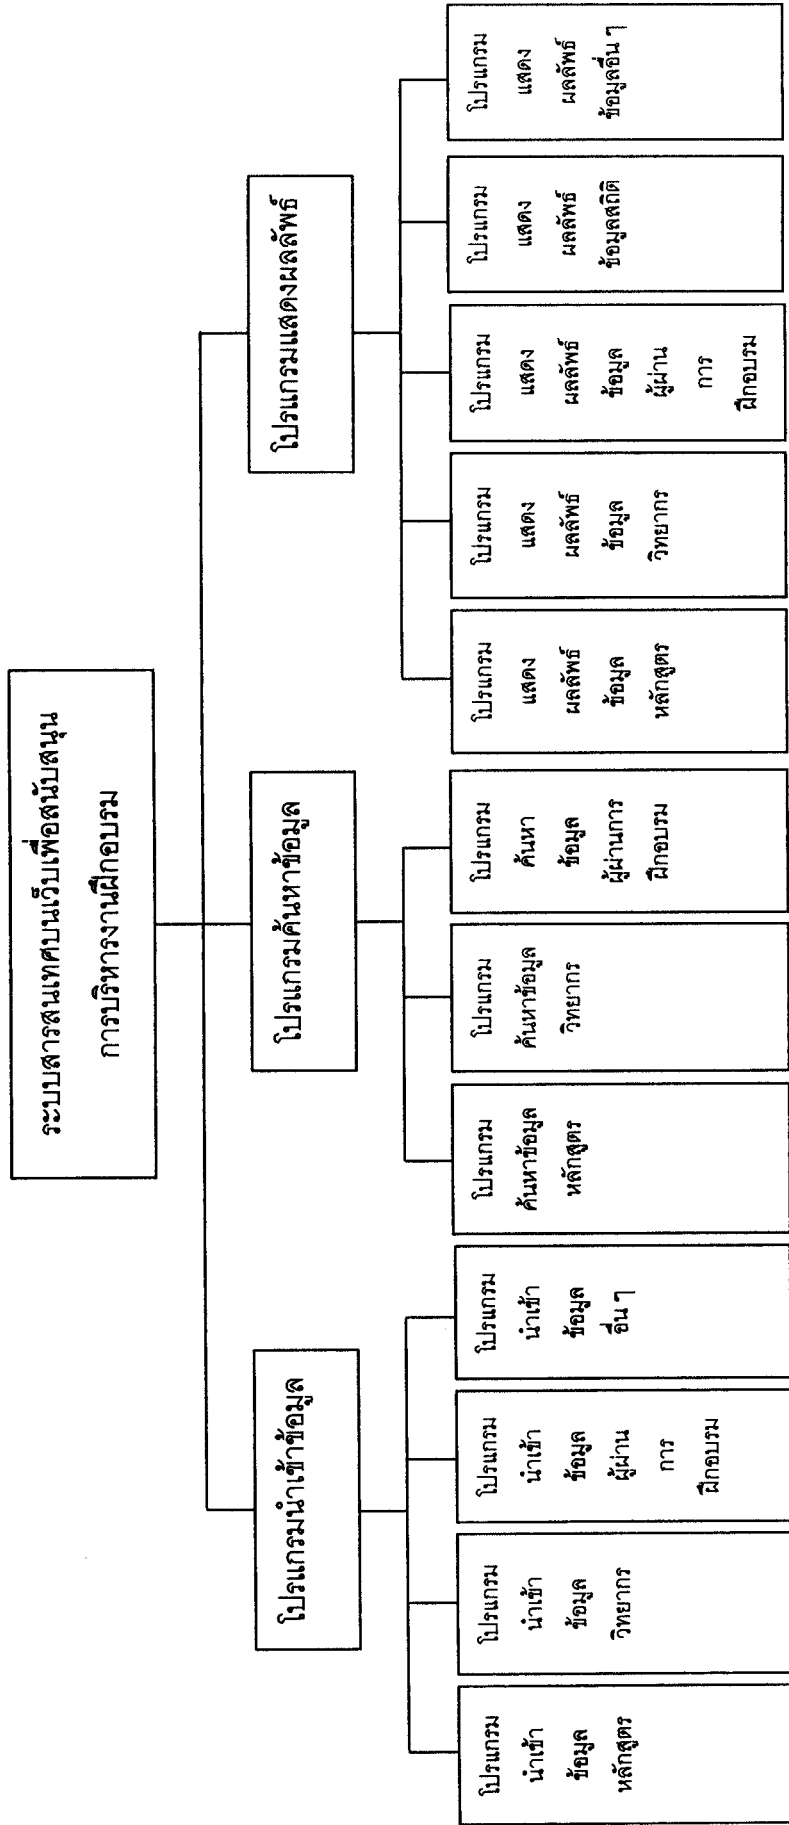 ระบบสารสนเทศบนเว็บเพื่อสนับสนุน
การบริหารงานฝึกอบรม
โปรแกรมนำเข้าข้อมูล
โปรแกรมค้นหาข้อมูล
โปรแกรมแสดงผลลัพธ์
โปรแกรม
นำเข้า
ข้อมูล
หลักสูตร
โปรแกรม
นำเข้า
ข้อมูล
วิทยากร
โปรแกรม
นำเข้า
ข้อมูล
ผู้ผ่าน
การ
ฝึกอบรม
โปรแกรม
นำเข้า
ข้อมูล
อื่น ๆ
โปรแกรม
ค้นหาข้อมูล
หลักสูตร
โปรแกรม
ค้นหาข้อมูล
วิทยากร
โปรแกรม
ค้นหา
ข้อมูล
ผู้ผ่านการ
ฝึกอบรม
โปรแกรม
แสดง
ผลลัพธ์
ข้อมูล
หลักสูตร
โปรแกรม
แสดง
ผลลัพธ์
ข้อมูล
วิทยากร
โปรแกรม
แสดง
ผลลัพธ์
ข้อมูล
ผู้ผ่าน
การ
ฝึกอบรม
โปรแกรม
แสดง
ผลลัพธ์
ข้อมูลสถิติ
โปรแกรม
แสดง
ผลลัพธ์
ข้อมูลอื่น ๆ